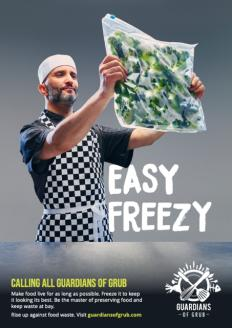 EASY
FREEZY
CALLING ALL GUARDIANS OF GRUB
Make food live for as long as possible. Freeze it to keep
it looking its best. Be the master of preserving food and
keep waste at bay.
Rise up against food waste. Visit guardiansofgrub.com
GUARDIANS
OF GRUB